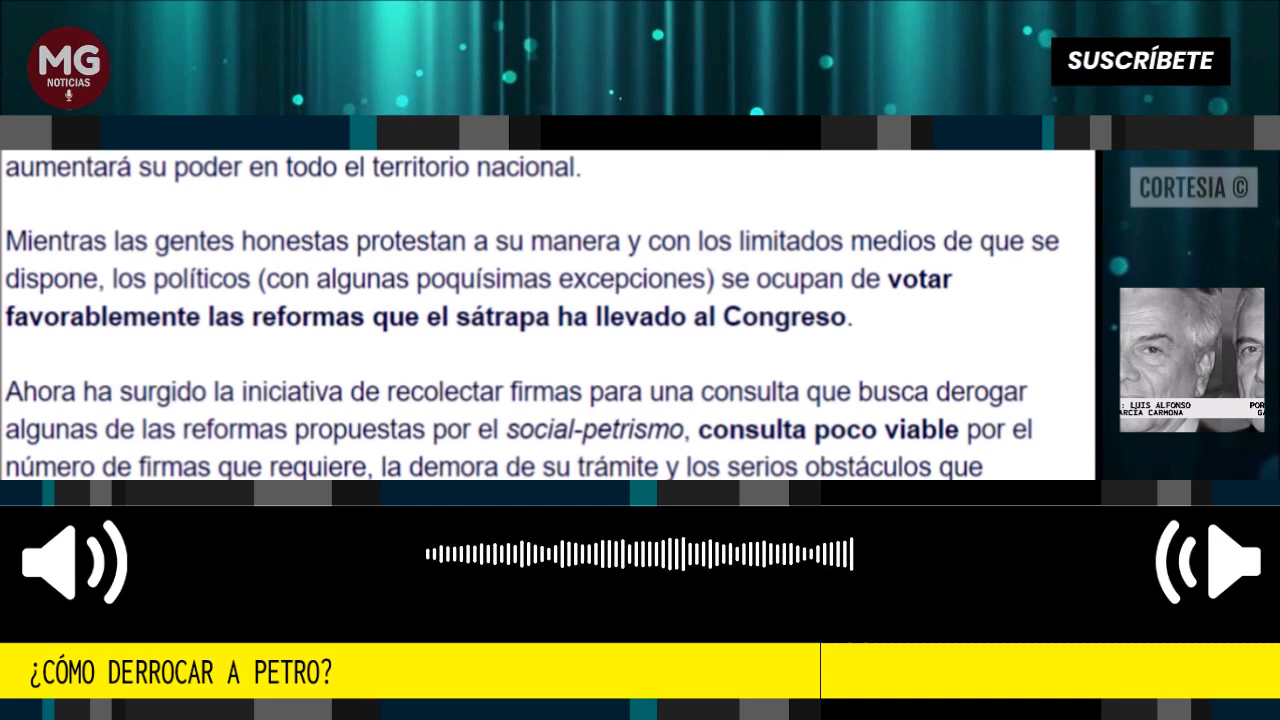 MG
NOTICIAS
SUSCRÍBETE
aumentará su poder en todo el territorio nacional.
CORTESIA ©
Mientras las gentes honestas protestan a su manera y con los limitados medios de que se
dispone, los políticos (con algunas poquísimas excepciones) se ocupan de votar
favorablemente las reformas que el sátrapa ha llevado al Congreso.
Ahora ha surgido la iniciativa de recolectar firmas para una consulta que busca derogar
algunas de las reformas propuestas por el social-petrismo, consulta poco viable por el
número de firmas que requiere, la demora de su trámite y los serios obstáculos que
: LUIS ALFONSO
ARCÍA CARMONA
POR
GA
¿CÓMO DERROCAR A PETRO?